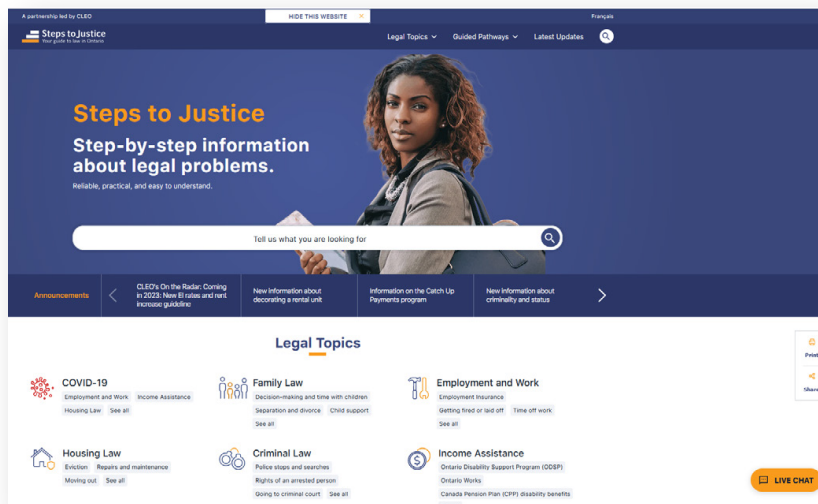 A partnership led by CLEO
HIDE THIS WEBSITE ×
Français
Steps to Justice
Your guide to law in Ontario
Legal Topics
Guided Pathways
Latest Updates
Steps to Justice
Step-by-step information
about legal problems.
Reliable, practical, and easy to understand.
Tell us what you are looking for
Announcements
CLEO's On the Radar: Coming
in 2023: New EI rates and rent
increase guideline
New information about
decorating a rental unit
Information on the Catch Up
Payments program
New information about
criminality and status
Legal Topics
Print
Share
COVID-19
Employment and Work Income Assistance
Housing Law See all
Family Law
Decision-making and time with children
Separation and divorce Child support
See all
Employment and Work
Employment Insurance
Getting fired or laid off Time off work
See all
Housing Law
Eviction Repairs and maintenance
Moving out See all
Criminal Law
Police stops and searches
Rights of an arrested person
Going to criminal court See all
Income Assistance
Ontario Disability Support Program (ODSP)
Ontario Works
Canada Pension Plan (CPP) disability benefits
LIVE CHAT